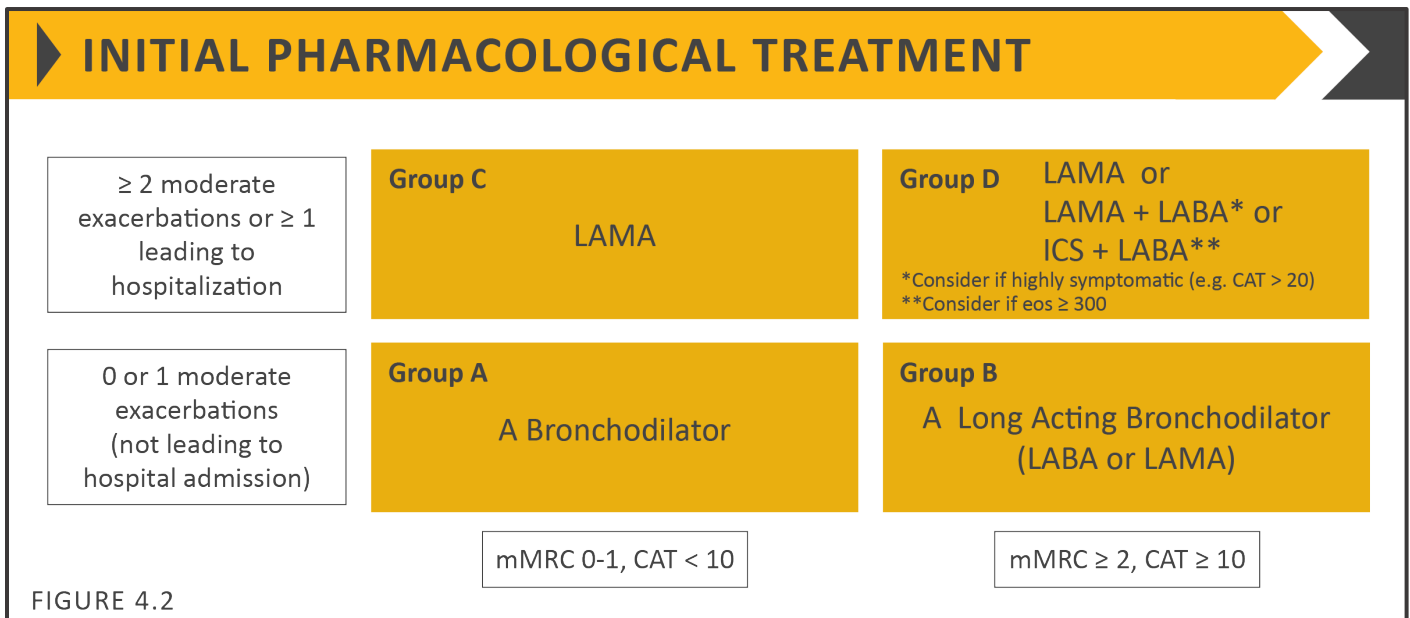 INITIAL PHARMACOLOGICAL TREATMENT
≥ 2 moderate
exacerbations or ≥ 1
leading to
hospitalization
Group C
LAMA
Group D
LAMA or
LAMA + LABA* or
ICS + LABA**
*Consider if highly symptomatic (e.g. CAT > 20)
**Consider if eos ≥ 300
0 or 1 moderate
exacerbations
(not leading to
hospital admission)
Group A
A Bronchodilator
Group B
A Long Acting Bronchodilator
(LABA or LAMA)
mMRC 0-1, CAT < 10
mMRC ≥ 2, CAT ≥ 10
FIGURE 4.2